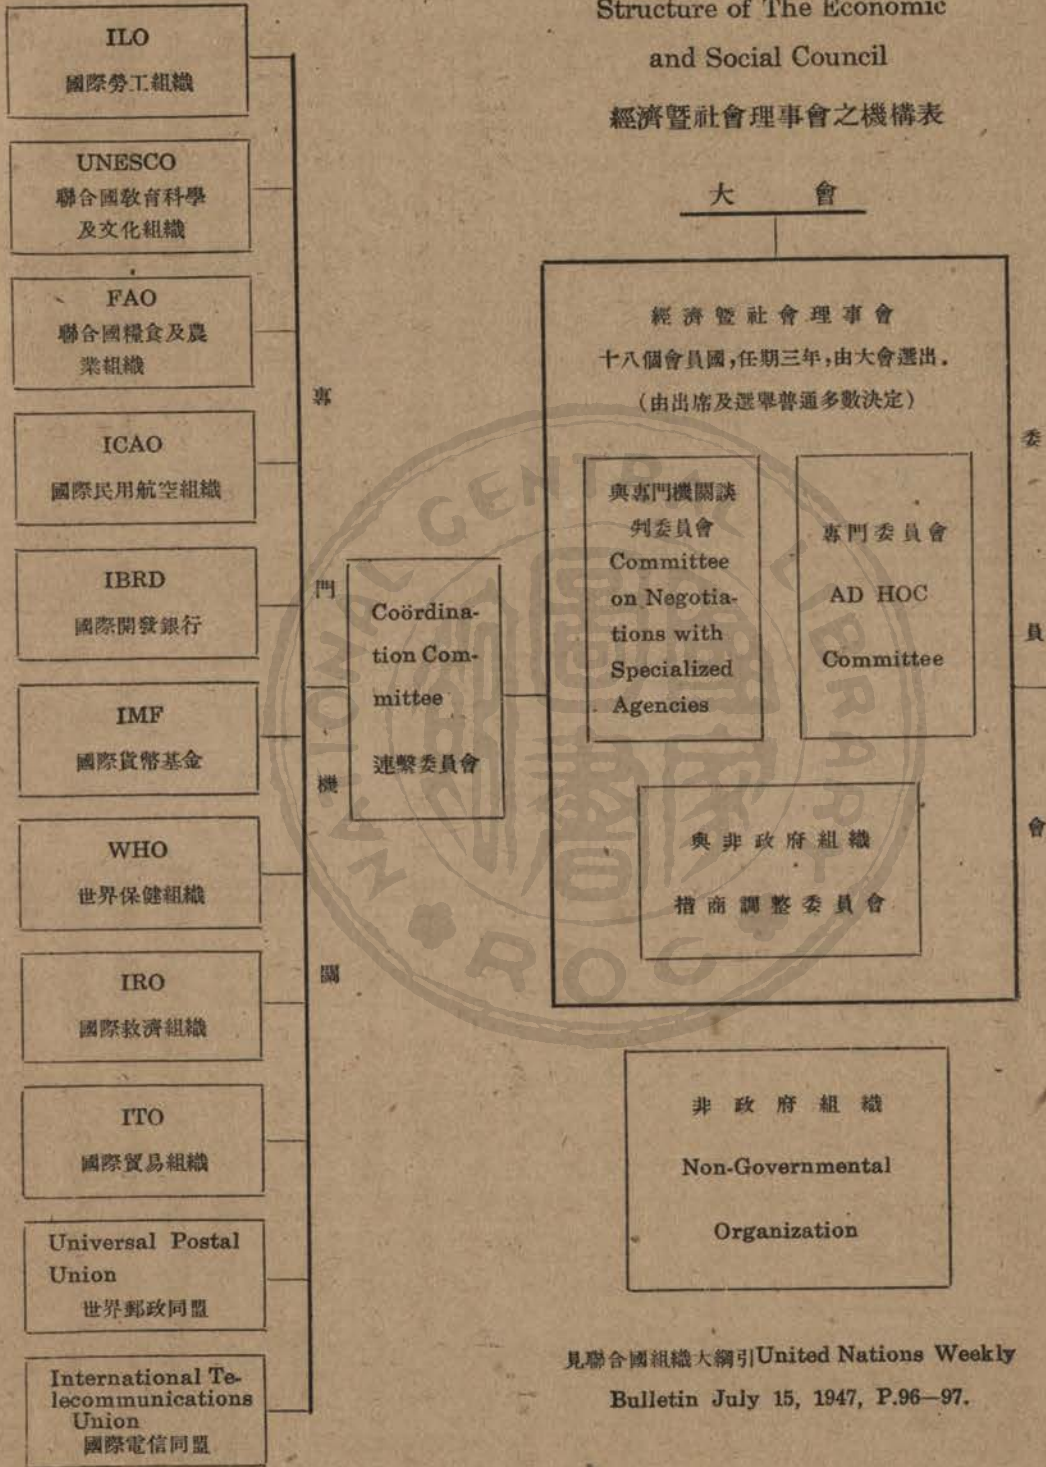 Structure of The Economic
and Social Council
經濟暨社會理事會之機構表
大會
經濟暨社會理事會
十八個會員國,任期三年,由大會選出.
(由出席及選舉普通多數決定)
與專門機關談
判委員會
Committee
on Negotia-
tions with
Specialized
Agencies
專門委員會
AD HOC
Committee
與非政府組織
措商調整委員會
委員會
非政府組織
Non-Governmental
Organization
Coördina-
tion Com-
mittee
連繫委員會
專門機關
ILO
國際勞工組織
UNESCO
聯合國敎育科學
及文化組織
FAO
聯合國糧食及農
業組織
ICAO
國際民用航空組織
IBRD
國際開發銀行
IMF
國際貨幣基金
WHO
世界保健組織
IRO
國際救濟組織
ITO
國際貿易組織
Universal Postal
Union
世界郵政同盟
International Te-
lecommunications
Union
國際電信同盟
見聯合國組織大綱引United Nations Weekly
Bulletin July 15, 1947, P.96—97.
NATIONAL CENTRAL LIBRARY
ROC
國家圖書館